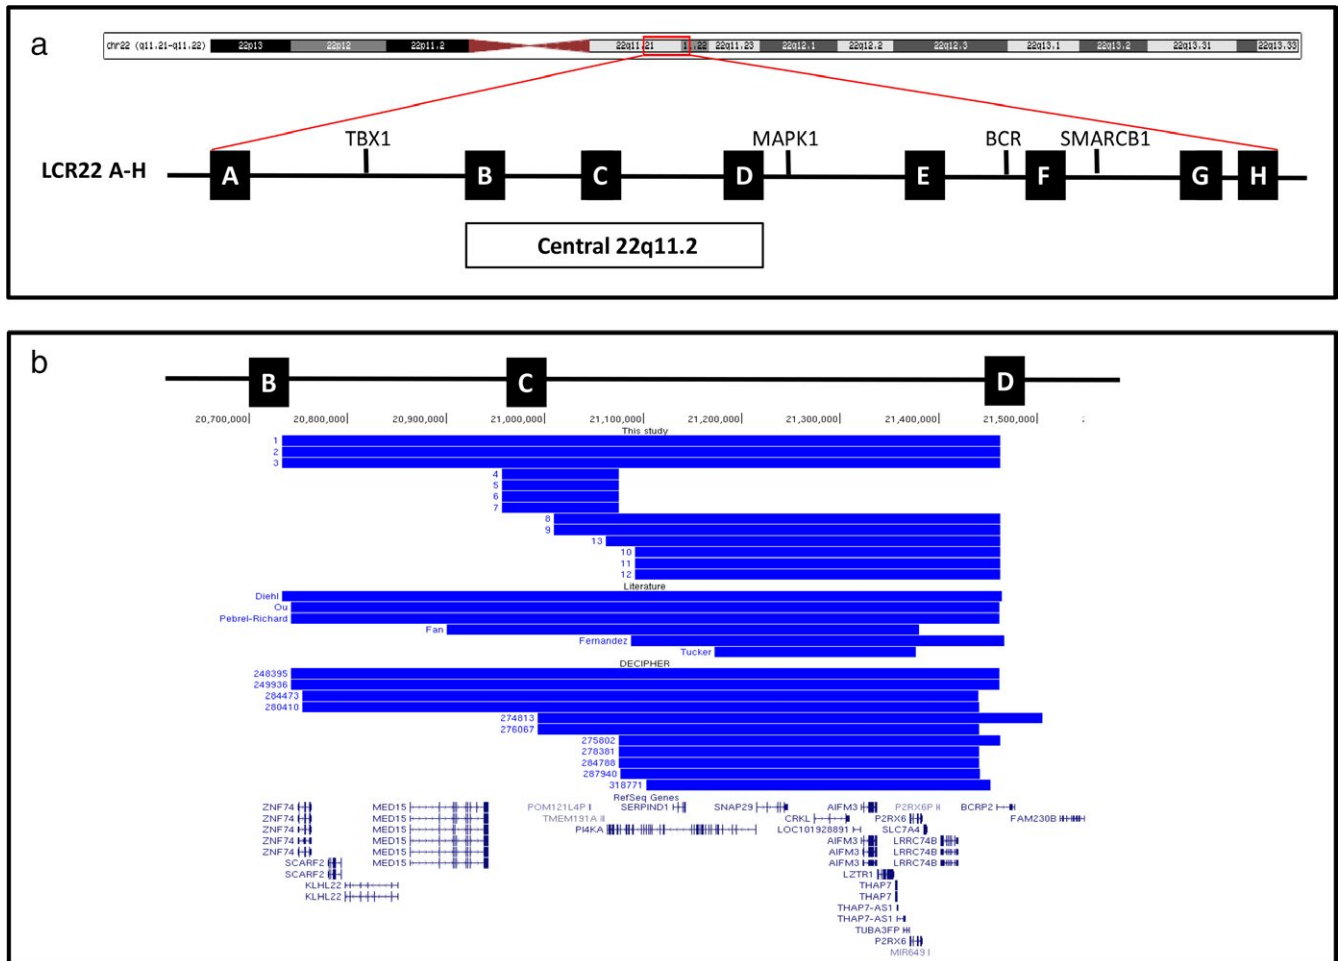 a
chr22 (q11.21-q11.22) 22p13 22p12 22p11.2 22q11.21 11.22 22q11.23 22q12.1 22q12.2 22q12.3 22q13.1 22q13.2 22q13.31 22q13.33
TBX1 MAPK1 BCR SMARCB1
LCR22 A-H A B C D E F G H
Central 22q11.2
b
B C D
20,700,000 20,800,000 20,900,000 21,000,000 21,100,000 21,200,000 21,300,000 21,400,000 21,500,000
This study
1
2
3
4
5
6
7
8
9
13
10
11
12
Literature
Diehl
Ou
Pebrel-Richard
Fan
Fernandez
Tucker
DECIPHER
248395
249936
284473
280410
274813
276067
275802
278381
284788
287940
318771
RefSeq Genes
ZNF74 MED15 POM121L4P SERPIND1 SNAP29 AIFM3 P2RX6P BCRP2
ZNF74 MED15 TMEM191A CRKL P2RX6 FAM230B
ZNF74 MED15 PI4KA LOC101928891 SLC7A4
ZNF74 MED15 AIFM3 LRRC74B
ZNF74 MED15 AIFM3 LRRC74B
SCARF2 MED15 AIFM3 LRRC74B
SCARF2 LZTR1
KLHL22 THAP7
KLHL22 THAP7
THAP7-AS1
THAP7-AS1
TUBA3FP
P2RX6
MIR649